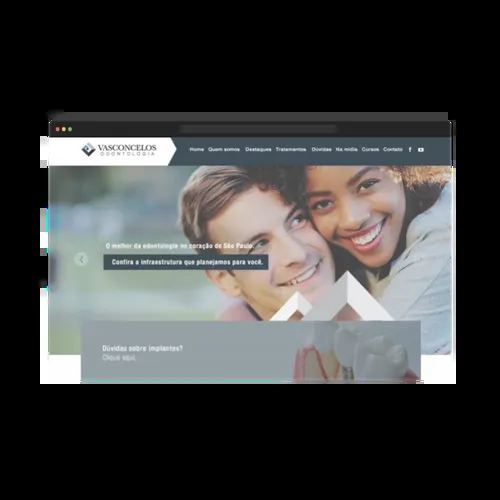 VASCONCELOS
ODONTOLOGIA
Home Quem somos Destaques Tratamentos Dúvidas Na mídia Cursos Contato f
O melhor da odontologia no coração de São Paulo.
Confira a infraestrutura que planejamos para você.
Dúvidas sobre implantes?
Clique aqui.